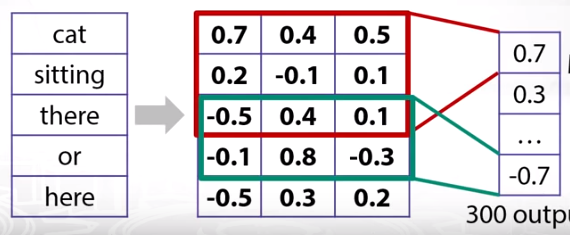 cat 0.7 0.4 0.5 0.7
sitting 0.2 -0.1 0.1 0.3
there -0.5 0.4 0.1 ...
or -0.1 0.8 -0.3 -0.7
here -0.5 0.3 0.2
300